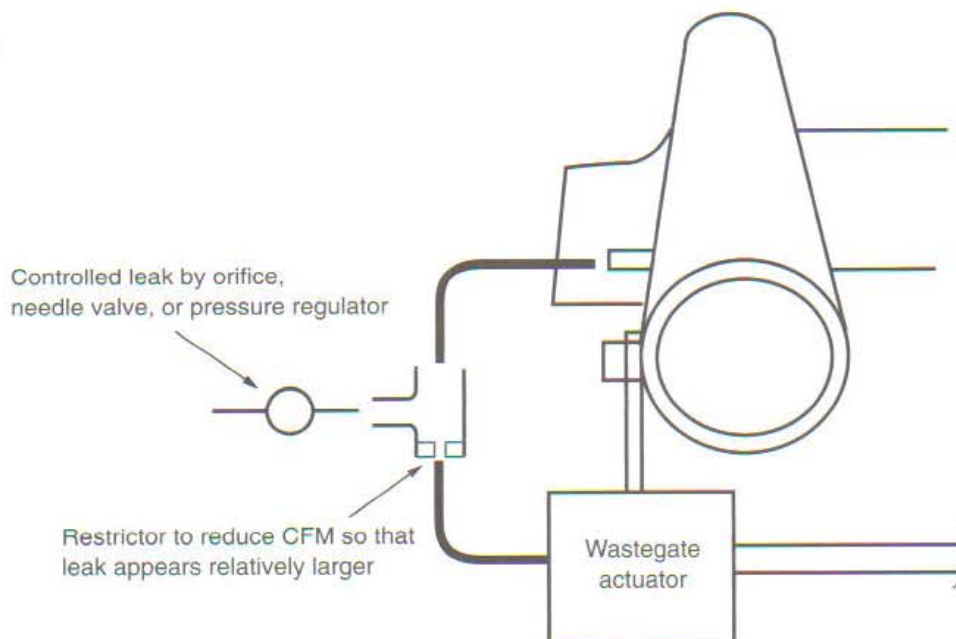 Controlled leak by orifice,
needle valve, or pressure regulator
Restrictor to reduce CFM so that
leak appears relatively larger
Wastegate
actuator